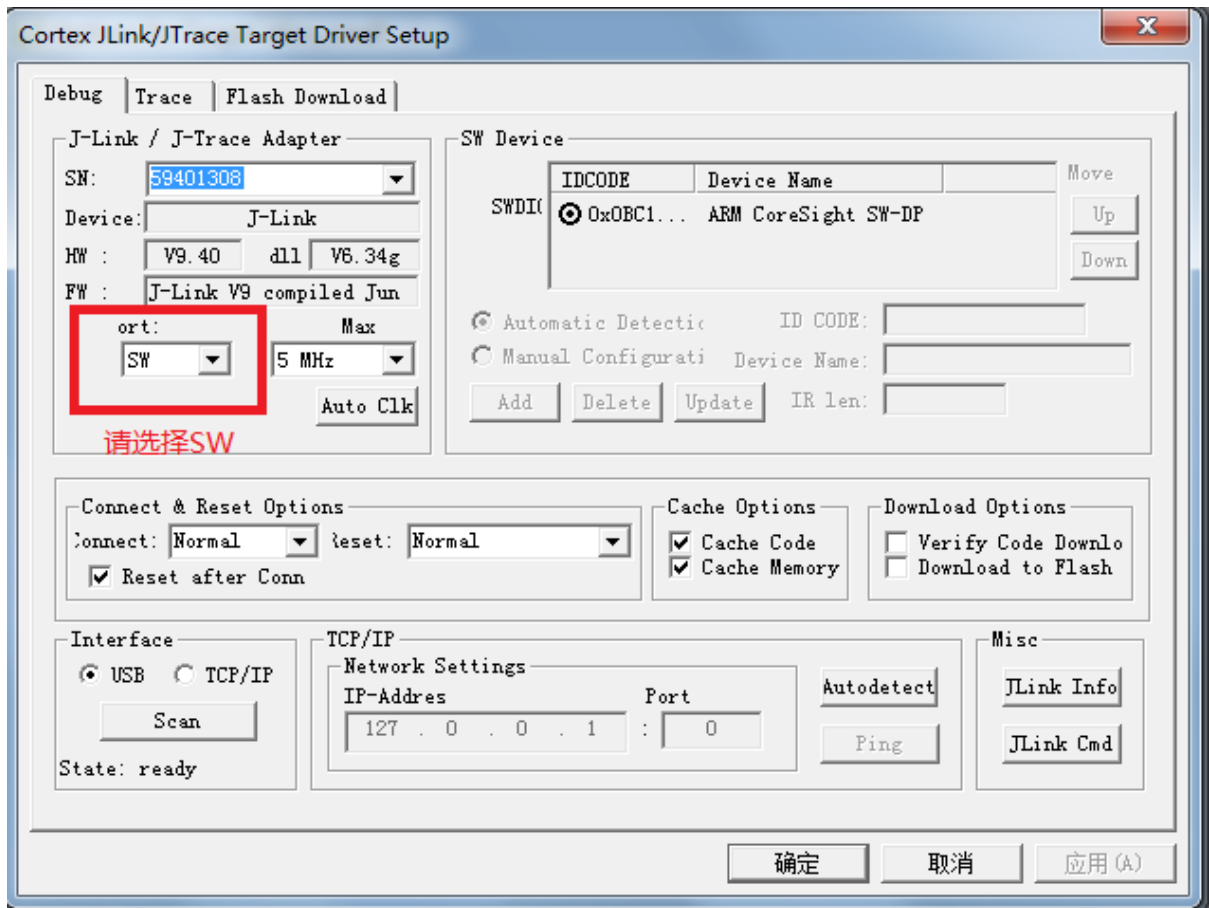 Cortex JLink/JTrace Target Driver Setup
Debug Trace Flash Download
J-Link / J-Trace Adapter
SN: 59401308
Device: J-Link
HW : V9.40 dll V6.34g
FW : J-Link V9 compiled Jun
ort: Max
SW 5 MHz
Auto Clk
请选择SW
SW Device
IDCODE Device Name
SWDI(
0x0BC1... ARM CoreSight SW-DP
Move
Up
Down
Automatic Detectic ID CODE:
Manual Configurati Device Name:
Add Delete Update IR len:
Connect & Reset Options
Connect: Normal Reset: Normal
Reset after Conn
Cache Options
Cache Code
Cache Memory
Download Options
Verify Code Downlo
Download to Flash
Interface
USB TCP/IP
Scan
State: ready
TCP/IP
Network Settings
IP-Addres Port
127 . 0 . 0 . 1 : 0
Autodetect
Ping
Misc
JLink Info
JLink Cmd
确定 取消 应用(A)